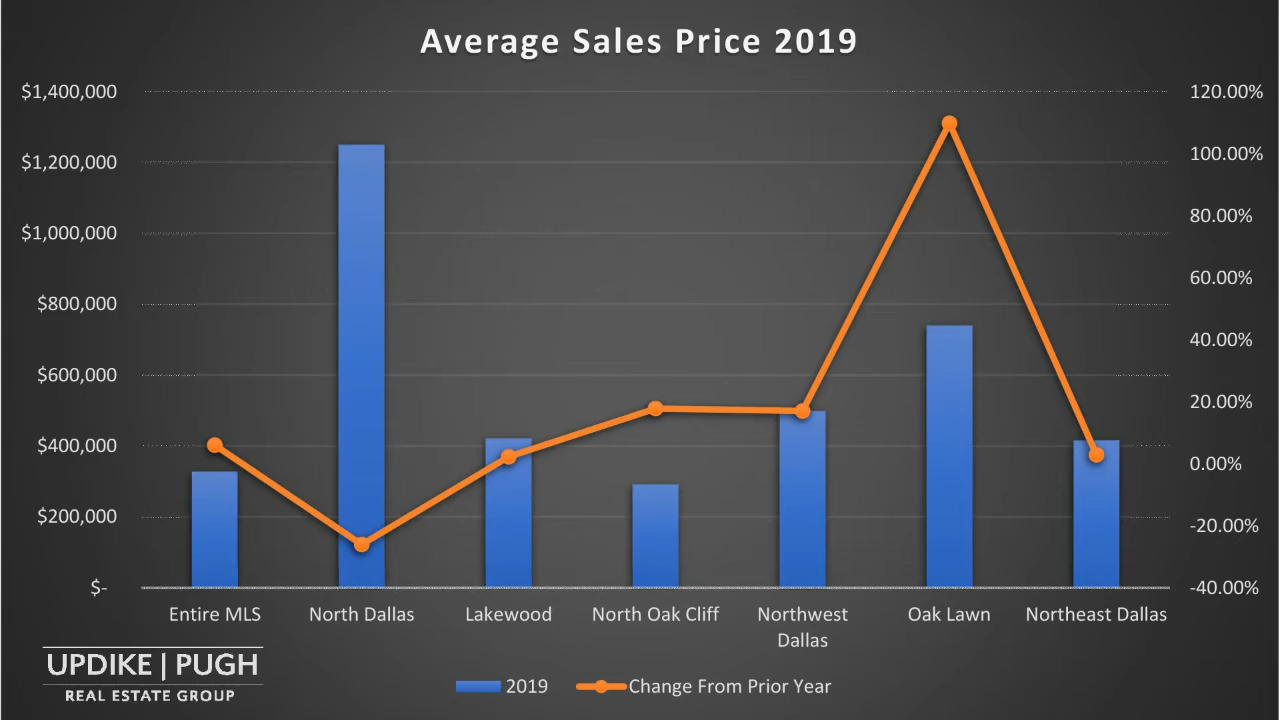 Average Sales Price 2019
$1,400,000
$1,200,000
$1,000,000
$800,000
$600,000
$400,000
$200,000
$-
120.00%
100.00%
80.00%
60.00%
40.00%
20.00%
0.00%
-20.00%
-40.00%
Entire MLS
North Dallas
Lakewood
North Oak Cliff
Northwest
Dallas
Oak Lawn
Northeast Dallas
2019
Change From Prior Year
UPDIKE | PUGH
REAL ESTATE GROUP